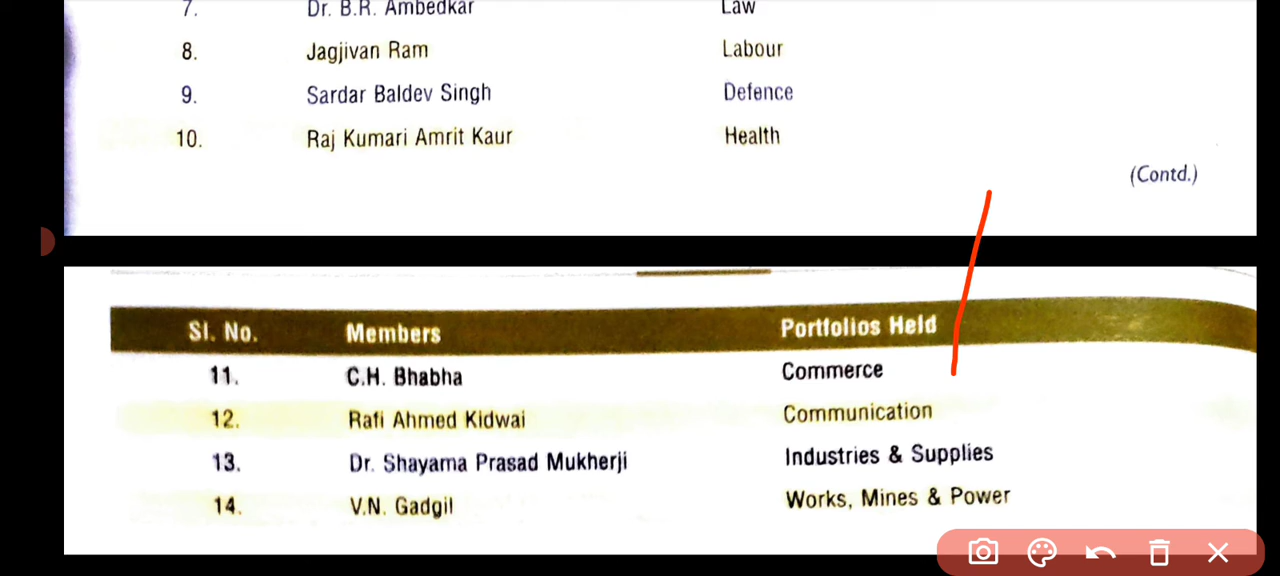 7. Dr. B.R. Ambedkar Law
8. Jagjivan Ram Labour
9. Sardar Baldev Singh Defence
10. Raj Kumari Amrit Kaur Health
(Contd.)
Sl. No. Members Portfolios Held
11. C.H. Bhabha Commerce
12. Rafi Ahmed Kidwai Communication
13. Dr. Shayama Prasad Mukherji Industries & Supplies
14. V.N. Gadgil Works, Mines & Power